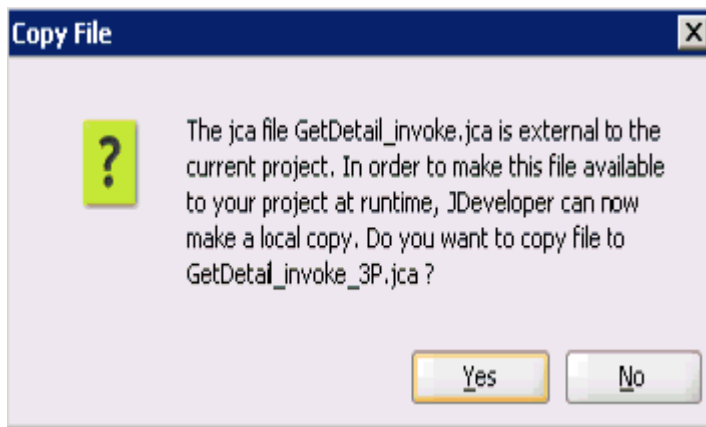 Copy File
X
?
The jca file GetDetail_invoke.jca is external to the
current project. In order to make this file available
to your project at runtime, JDeveloper can now
make a local copy. Do you want to copy file to
GetDetail_invoke_3P.jca ?
Yes No